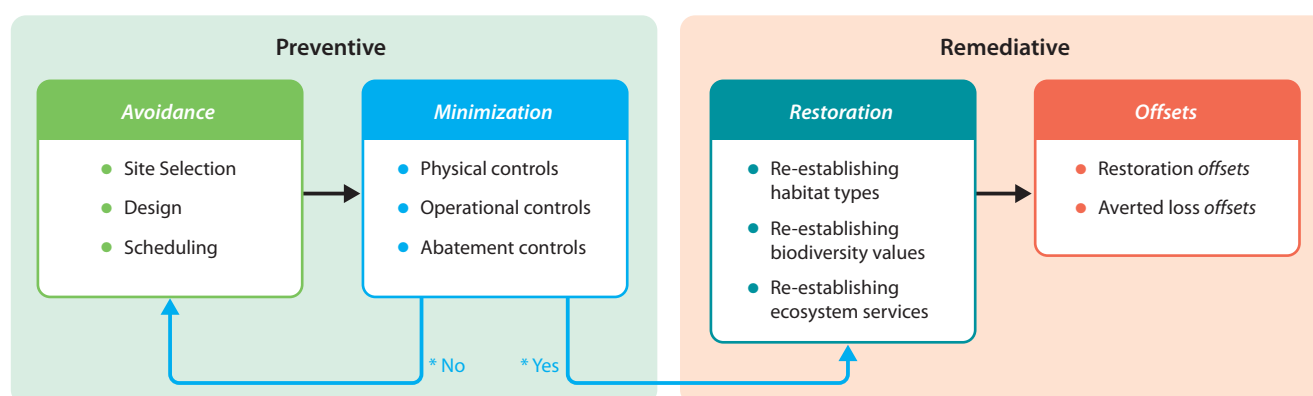 Preventive
Avoidance
Site Selection
Design
Scheduling
Minimization
Physical controls
Operational controls
Abatement controls
* No
* Yes
Remediative
Restoration
Re-establishing
habitat types
Re-establishing
biodiversity values
Re-establishing
ecosystem services
Offsets
Restoration offsets
Averted loss offsets